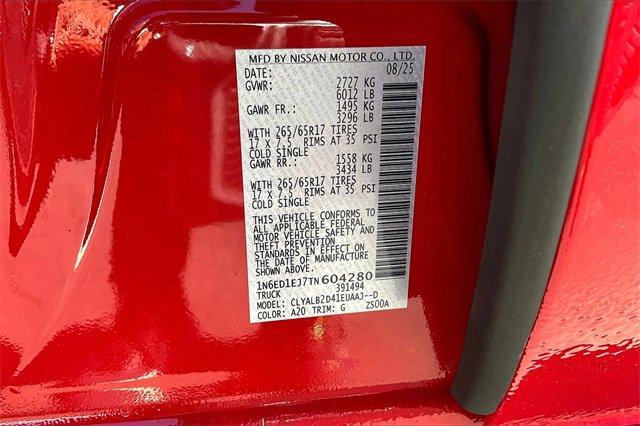 MFD BY NISSAN MOTOR CO., LTD.
DATE: 08/25
GVWR: 2727 KG
6012 LB
GAWR FR.: 1495 KG
3296 LB
WITH 265/65R17 TIRES
17 X 7.5 RIMS AT 35 PSI
COLD SINGLE
GAWR RR.: 1558 KG
3434 LB
WITH 265/65R17 TIRES
17 X 7.5 RIMS AT 35 PSI
COLD SINGLE
THIS VEHICLE CONFORMS TO
ALL APPLICABLE FEDERAL
MOTOR VEHICLE SAFETY AND
THEFT PREVENTION
STANDARDS IN EFFECT ON
THE DATE OF MANUFACTURE
SHOWN ABOVE.
1N6ED1EJ7TN604280
TRUCK 391494
MODEL: CLYALB2D41EUAAJ--D
COLOR: A20 TRIM: G ZS00A